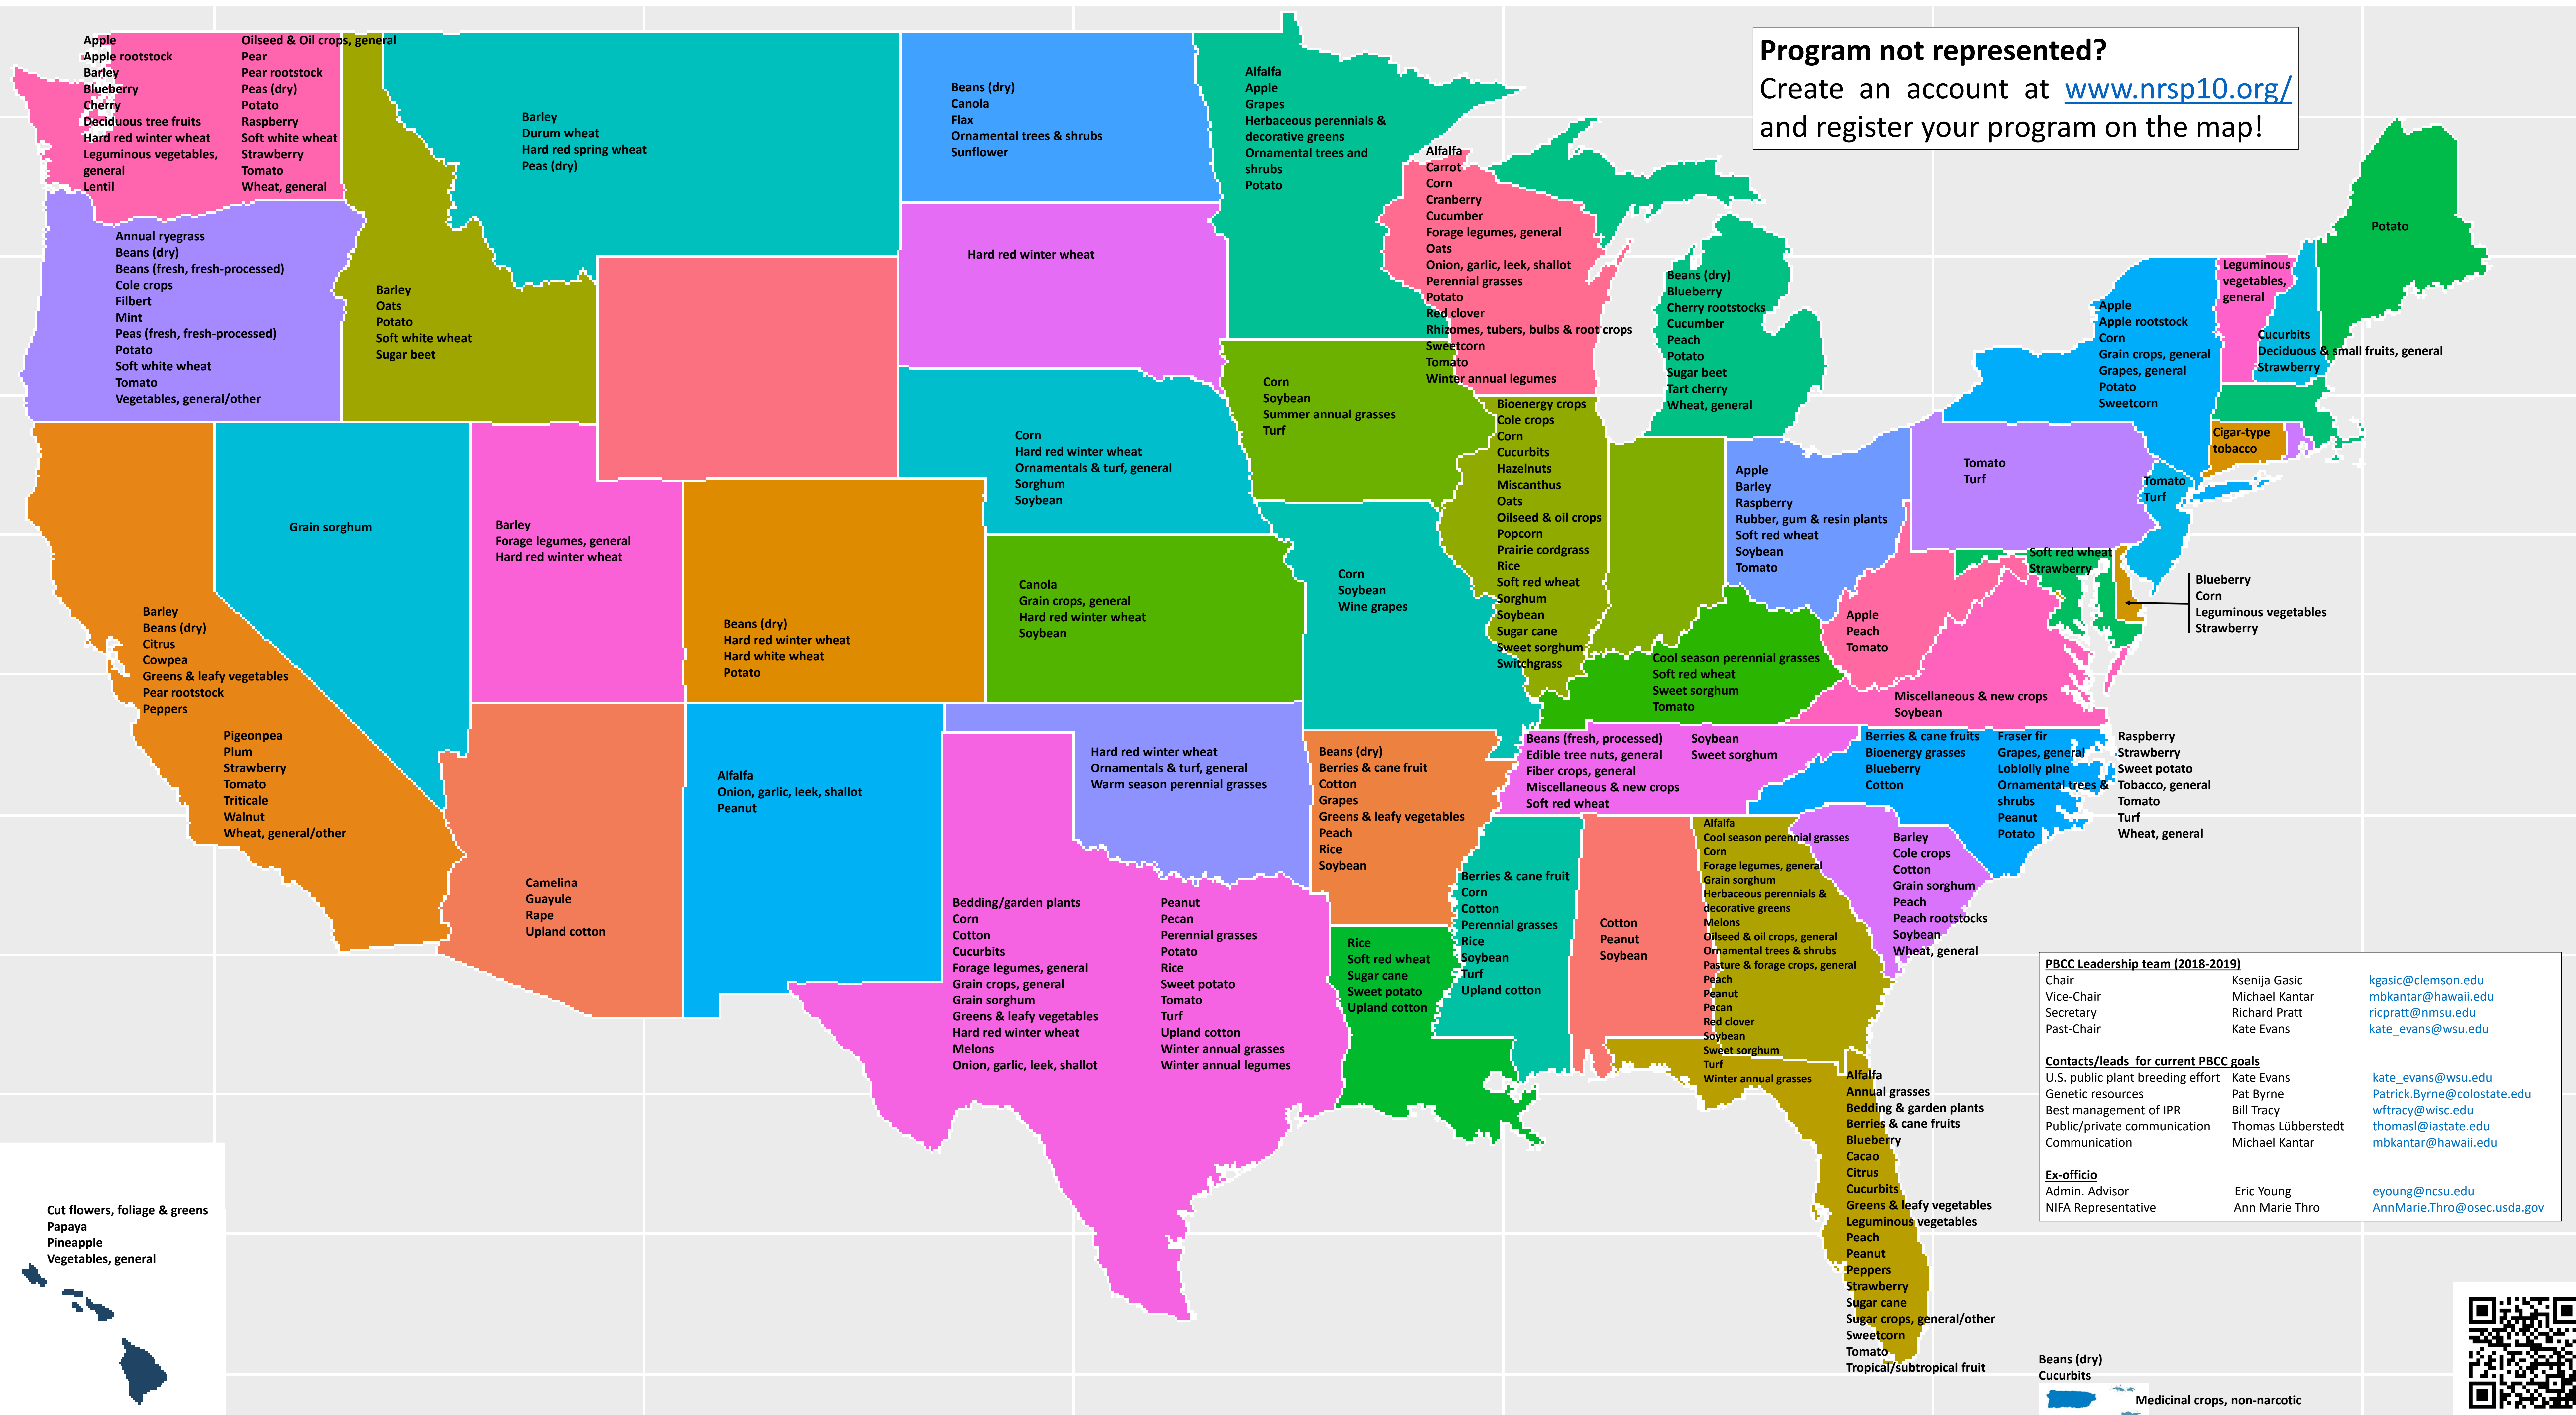 Program not represented?
Create an account at www.nrsp10.org/
and register your program on the map!
Apple
Apple rootstock
Barley
Blueberry
Cherry
Deciduous tree fruits
Hard red winter wheat
Leguminous vegetables,
general
Lentil
Oilseed & Oil crops, general
Pear
Pear rootstock
Peas (dry)
Potato
Raspberry
Soft white wheat
Strawberry
Tomato
Wheat, general
Annual ryegrass
Beans (dry)
Beans (fresh, fresh-processed)
Cole crops
Filbert
Mint
Peas (fresh, fresh-processed)
Potato
Soft white wheat
Tomato
Vegetables, general/other
Barley
Oats
Potato
Soft white wheat
Sugar beet
Barley
Durum wheat
Hard red spring wheat
Peas (dry)
Beans (dry)
Canola
Flax
Ornamental trees & shrubs
Sunflower
Hard red winter wheat
Alfalfa
Apple
Grapes
Herbaceous perennials &
decorative greens
Ornamental trees and
shrubs
Potato
Alfalfa
Carrot
Corn
Cranberry
Cucumber
Forage legumes, general
Oats
Onion, garlic, leek, shallot
Perennial grasses
Potato
Red clover
Rhizomes, tubers, bulbs & root crops
Sweetcorn
Tomato
Winter annual legumes
Beans (dry)
Blueberry
Cherry rootstocks
Cucumber
Peach
Potato
Sugar beet
Tart cherry
Wheat, general
Potato
Leguminous
vegetables,
general
Cucurbits
Deciduous & small fruits, general
Strawberry
Apple
Apple rootstock
Corn
Grain crops, general
Grapes, general
Potato
Sweetcorn
Cigar-type
tobacco
Tomato
Turf
Tomato
Turf
Soft red wheat
Strawberry
Blueberry
Corn
Leguminous vegetables
Strawberry
Barley
Beans (dry)
Citrus
Cowpea
Greens & leafy vegetables
Pear rootstock
Peppers
Pigeonpea
Plum
Strawberry
Tomato
Triticale
Walnut
Wheat, general/other
Grain sorghum
Barley
Forage legumes, general
Hard red winter wheat
Beans (dry)
Hard red winter wheat
Hard white wheat
Potato
Corn
Hard red winter wheat
Ornamentals & turf, general
Sorghum
Soybean
Canola
Grain crops, general
Hard red winter wheat
Soybean
Corn
Soybean
Summer annual grasses
Turf
Corn
Soybean
Wine grapes
Bioenergy crops
Cole crops
Corn
Cucurbits
Hazelnuts
Miscanthus
Oats
Oilseed & oil crops
Popcorn
Prairie cordgrass
Rice
Soft red wheat
Sorghum
Soybean
Sugar cane
Sweet sorghum
Switchgrass
Apple
Barley
Raspberry
Rubber, gum & resin plants
Soft red wheat
Soybean
Tomato
Apple
Peach
Tomato
Cool season perennial grasses
Soft red wheat
Sweet sorghum
Tomato
Miscellaneous & new crops
Soybean
Camelina
Guayule
Rape
Upland cotton
Alfalfa
Onion, garlic, leek, shallot
Peanut
Hard red winter wheat
Ornamentals & turf, general
Warm season perennial grasses
Bedding/garden plants
Corn
Cotton
Cucurbits
Forage legumes, general
Grain crops, general
Grain sorghum
Greens & leafy vegetables
Hard red winter wheat
Melons
Onion, garlic, leek, shallot
Peanut
Pecan
Perennial grasses
Potato
Rice
Sweet potato
Tomato
Turf
Upland cotton
Winter annual grasses
Winter annual legumes
Beans (dry)
Berries & cane fruit
Cotton
Grapes
Greens & leafy vegetables
Peach
Rice
Soybean
Rice
Soft red wheat
Sugar cane
Sweet potato
Upland cotton
Beans (fresh, processed)
Edible tree nuts, general
Fiber crops, general
Miscellaneous & new crops
Soft red wheat
Soybean
Sweet sorghum
Berries & cane fruit
Corn
Cotton
Perennial grasses
Rice
Soybean
Turf
Upland cotton
Cotton
Peanut
Soybean
Alfalfa
Cool season perennial grasses
Corn
Forage legumes, general
Grain sorghum
Herbaceous perennials &
decorative greens
Melons
Oilseed & oil crops, general
Ornamental trees & shrubs
Pasture & forage crops, general
Peach
Peanut
Pecan
Red clover
Soybean
Sweet sorghum
Turf
Winter annual grasses
Berries & cane fruits
Bioenergy grasses
Blueberry
Cotton
Fraser fir
Grapes, general
Loblolly pine
Ornamental trees &
shrubs
Peanut
Potato
Raspberry
Strawberry
Sweet potato
Tobacco, general
Tomato
Turf
Wheat, general
Barley
Cole crops
Cotton
Grain sorghum
Peach
Peach rootstocks
Soybean
Wheat, general
Alfalfa
Annual grasses
Bedding & garden plants
Berries & cane fruits
Blueberry
Cacao
Citrus
Cucurbits
Greens & leafy vegetables
Leguminous vegetables
Peach
Peanut
Peppers
Strawberry
Sugar cane
Sugar crops, general/other
Sweetcorn
Tomato
Tropical/subtropical fruit
PBCC Leadership team (2018-2019)
Chair Ksenija Gasic kgasic@clemson.edu
Vice-Chair Michael Kantar mbkantar@hawaii.edu
Secretary Richard Pratt ricpratt@nmsu.edu
Past-Chair Kate Evans kate_evans@wsu.edu
Contacts/leads for current PBCC goals
U.S. public plant breeding effort Kate Evans kate_evans@wsu.edu
Genetic resources Pat Byrne Patrick.Byrne@colostate.edu
Best management of IPR Bill Tracy wftracy@wisc.edu
Public/private communication Thomas Lübberstedt thomasl@iastate.edu
Communication Michael Kantar mbkantar@hawaii.edu
Ex-officio
Admin. Advisor Eric Young eyoung@ncsu.edu
NIFA Representative Ann Marie Thro AnnMarie.Thro@osec.usda.gov
Cut flowers, foliage & greens
Papaya
Pineapple
Vegetables, general
Beans (dry)
Cucurbits
Medicinal crops, non-narcotic